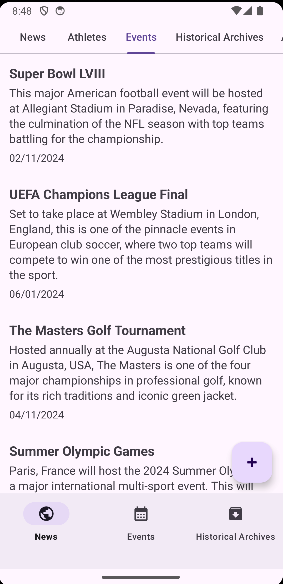 8:48
News Athletes Events Historical Archives
Super Bowl LVIII
This major American football event will be hosted
at Allegiant Stadium in Paradise, Nevada, featuring
the culmination of the NFL season with top teams
battling for the championship.
02/11/2024
UEFA Champions League Final
Set to take place at Wembley Stadium in London,
England, this is one of the pinnacle events in
European club soccer, where two top teams will
compete to win one of the most prestigious titles in
the sport.
06/01/2024
The Masters Golf Tournament
Hosted annually at the Augusta National Golf Club
in Augusta, USA, The Masters is one of the four
major championships in professional golf, known
for its rich traditions and iconic green jacket.
04/11/2024
Summer Olympic Games
Paris, France will host the 2024 Summer
a major international multi-sport event. This will
News Events Historical Archives